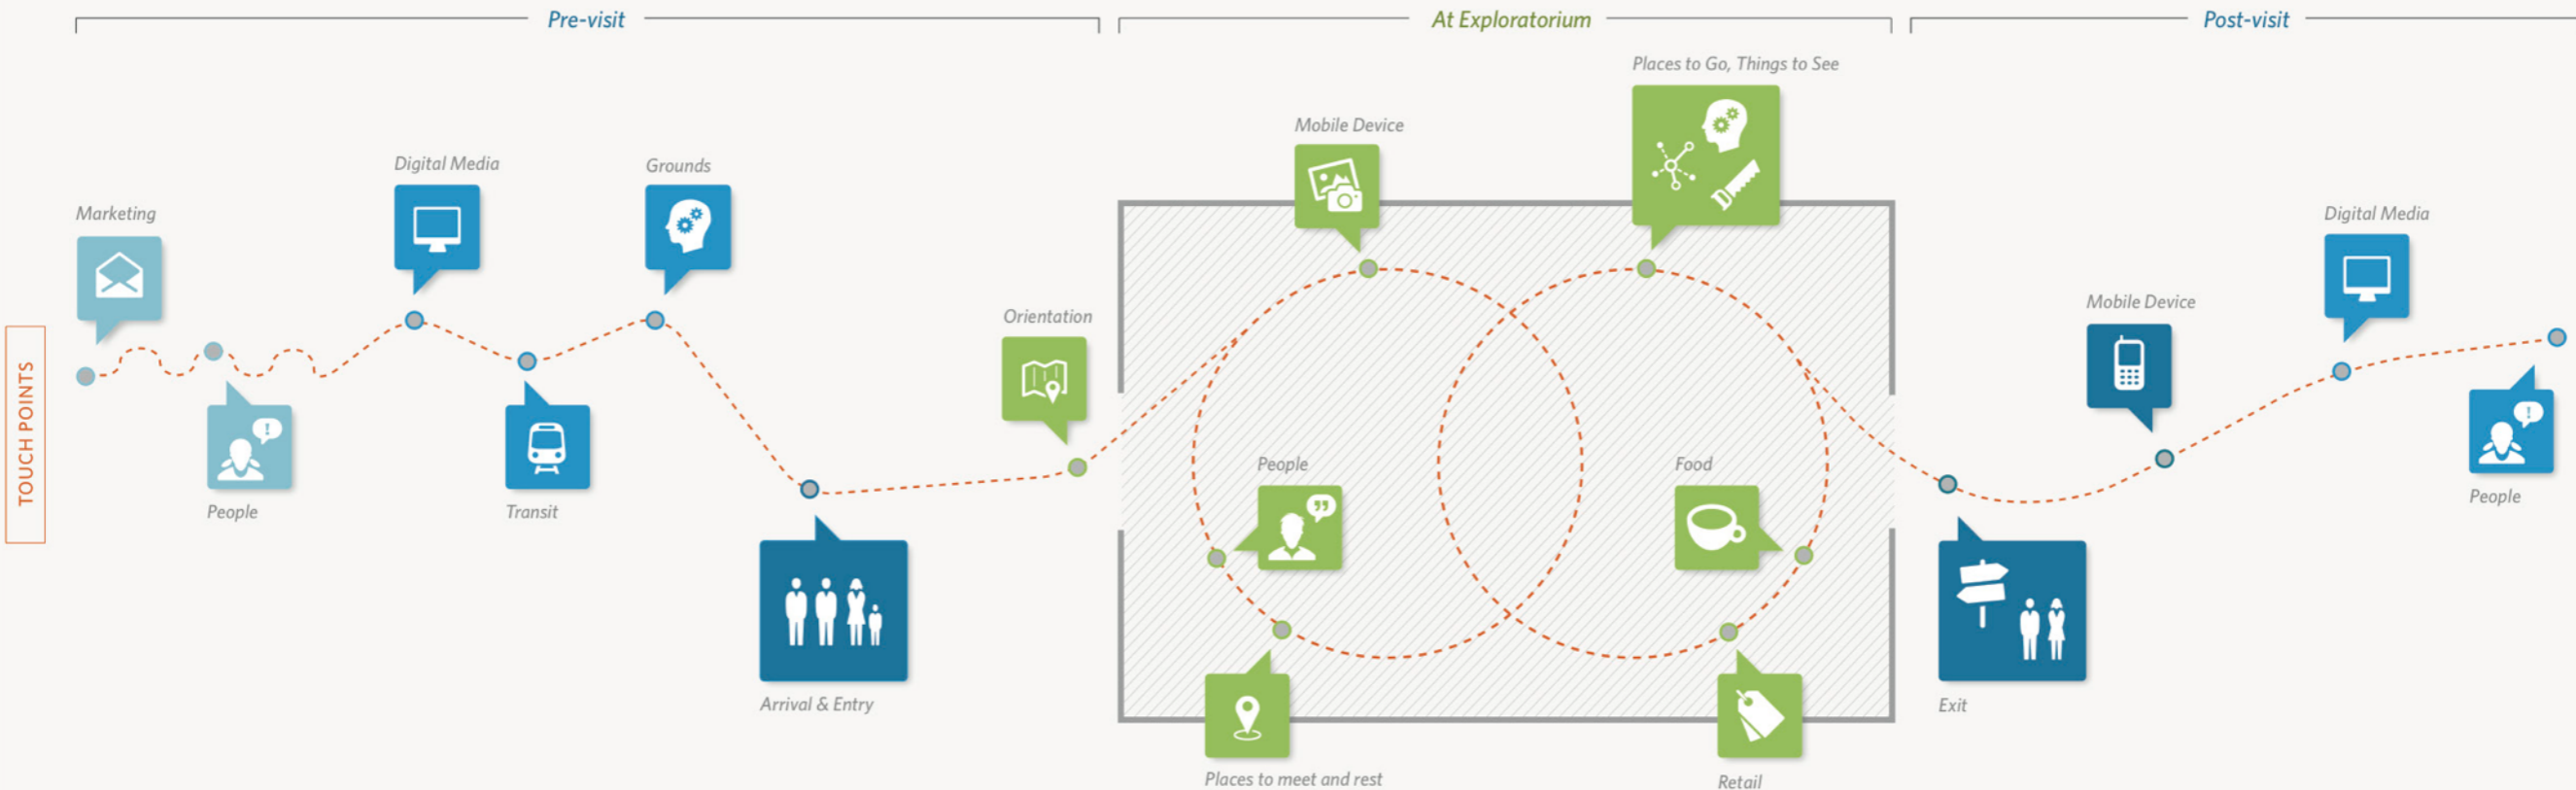 Pre-visit
At Exploratorium
Post-visit
TOUCH POINTS
Marketing
People
Digital Media
Transit
Grounds
Arrival & Entry
Orientation
Mobile Device
Places to Go, Things to See
People
Food
Places to meet and rest
Retail
Exit
Mobile Device
Digital Media
People